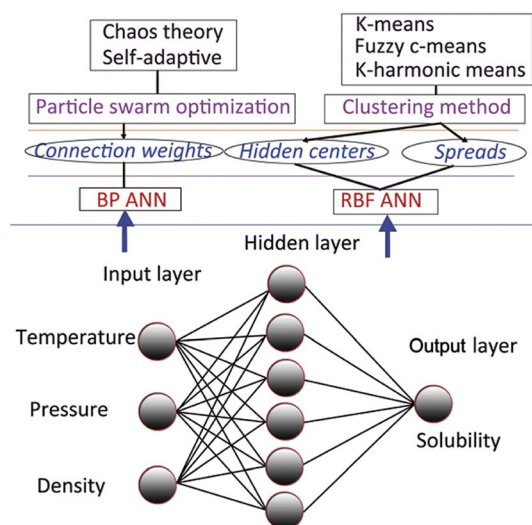 Chaos theory
Self-adaptive
K-means
Fuzzy c-means
K-harmonic means
Particle swarm optimization
Clustering method
Connection weights
Hidden centers
Spreads
BP ANN
RBF ANN
Hidden layer
Input layer
Temperature
Output layer
Pressure
Solubility
Density